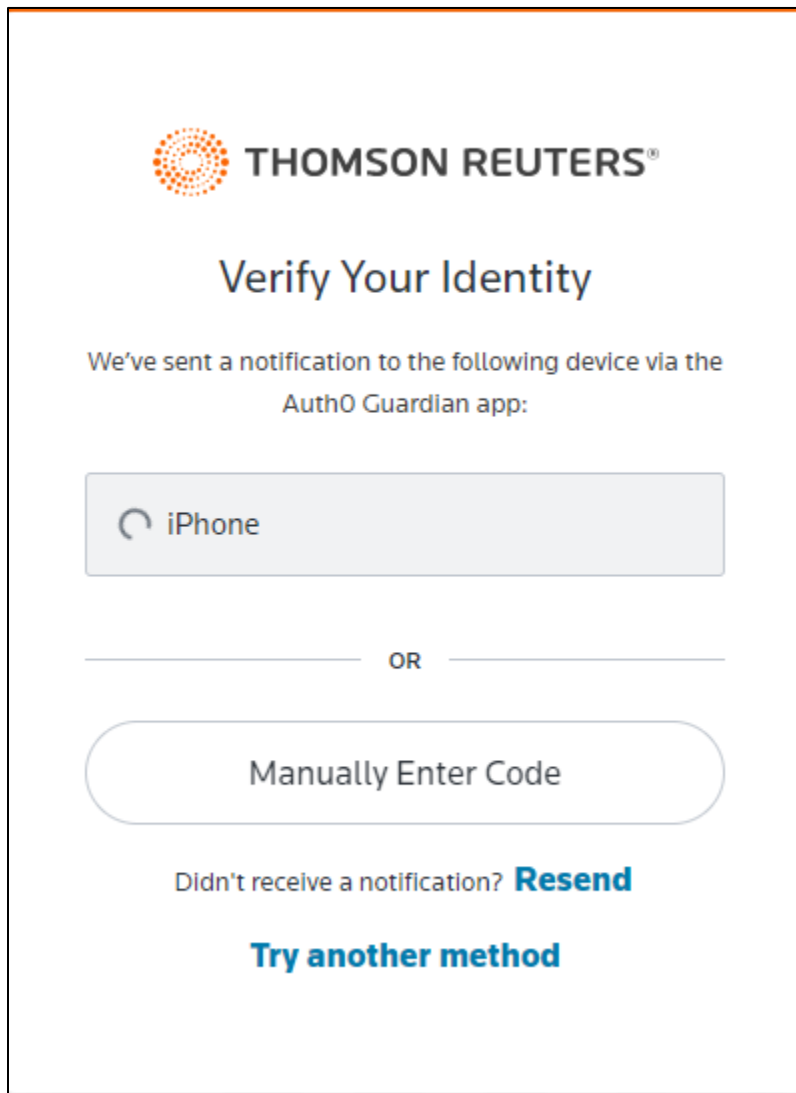 THOMSON REUTERS®
Verify Your Identity
We’ve sent a notification to the following device via the
Auth0 Guardian app:
iPhone
OR
Manually Enter Code
Didn't receive a notification? Resend
Try another method